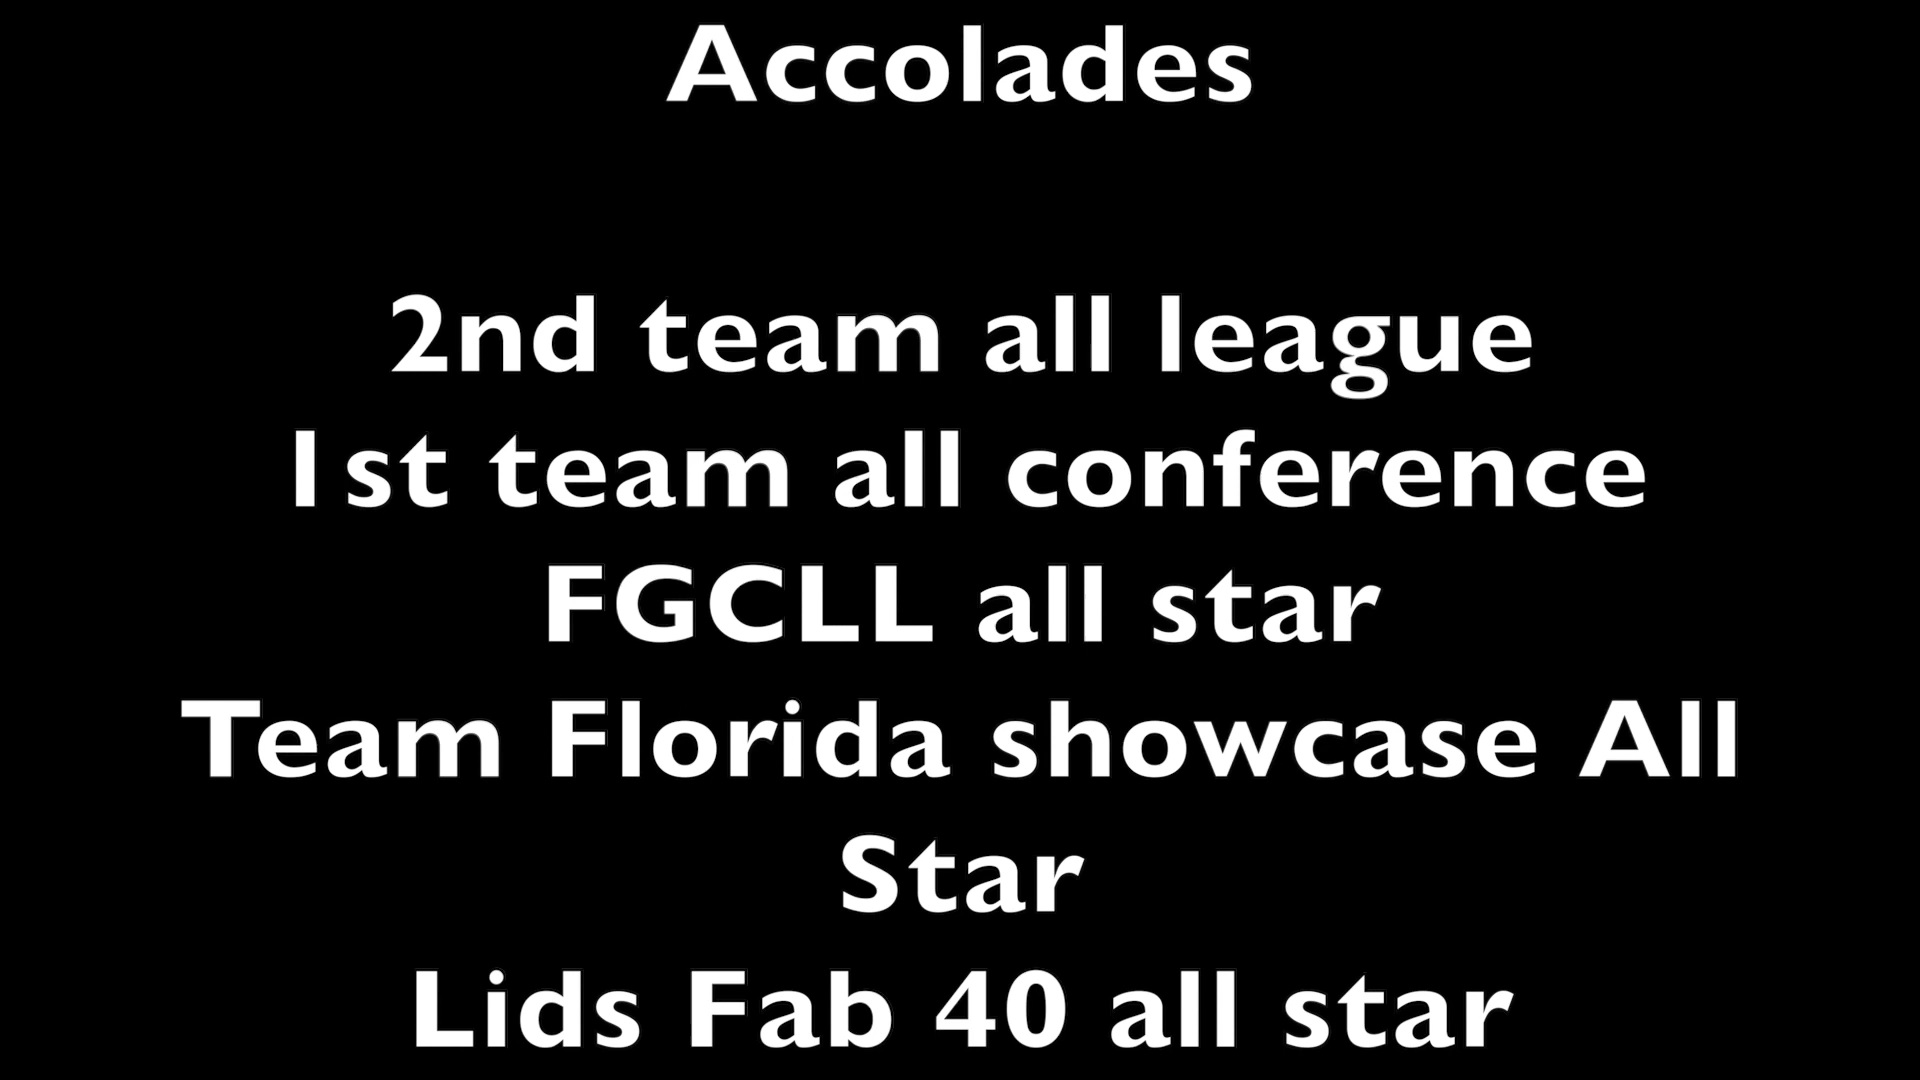 Accolades
2nd team all league
1st team all conference
FGCLL all star
Team Florida showcase All
Star
Lids Fab 40 all star